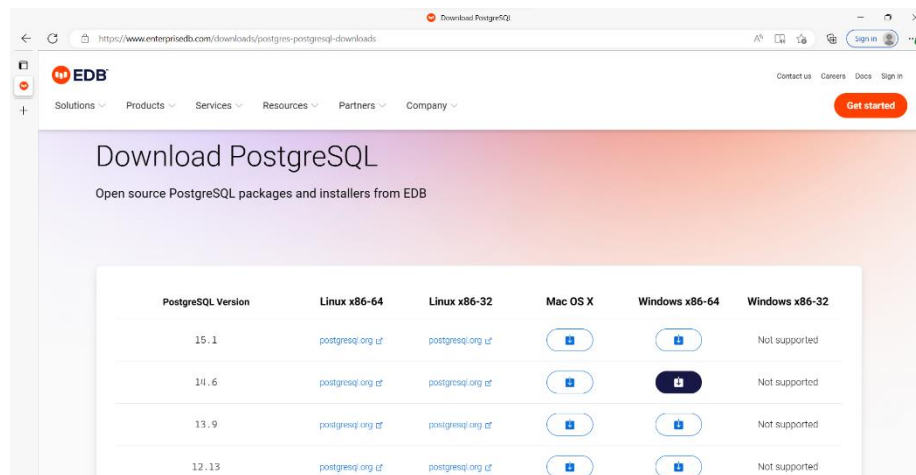 Download PostgreSQL
https://www.enterprisedb.com/downloads/postgres-postgresql-downloads
Sign in
EDB
Contact us Careers Docs Sign in
Solutions Products Services Resources Partners Company
Get started
Download PostgreSQL
Open source PostgreSQL packages and installers from EDB
PostgreSQL Version Linux x86-64 Linux x86-32 Mac OS X Windows x86-64 Windows x86-32
15.1 postgresql.org postgresql.org Not supported
14.6 postgresql.org postgresql.org Not supported
13.9 postgresql.org postgresql.org Not supported
12.13 postgresql.org postgresql.org Not supported